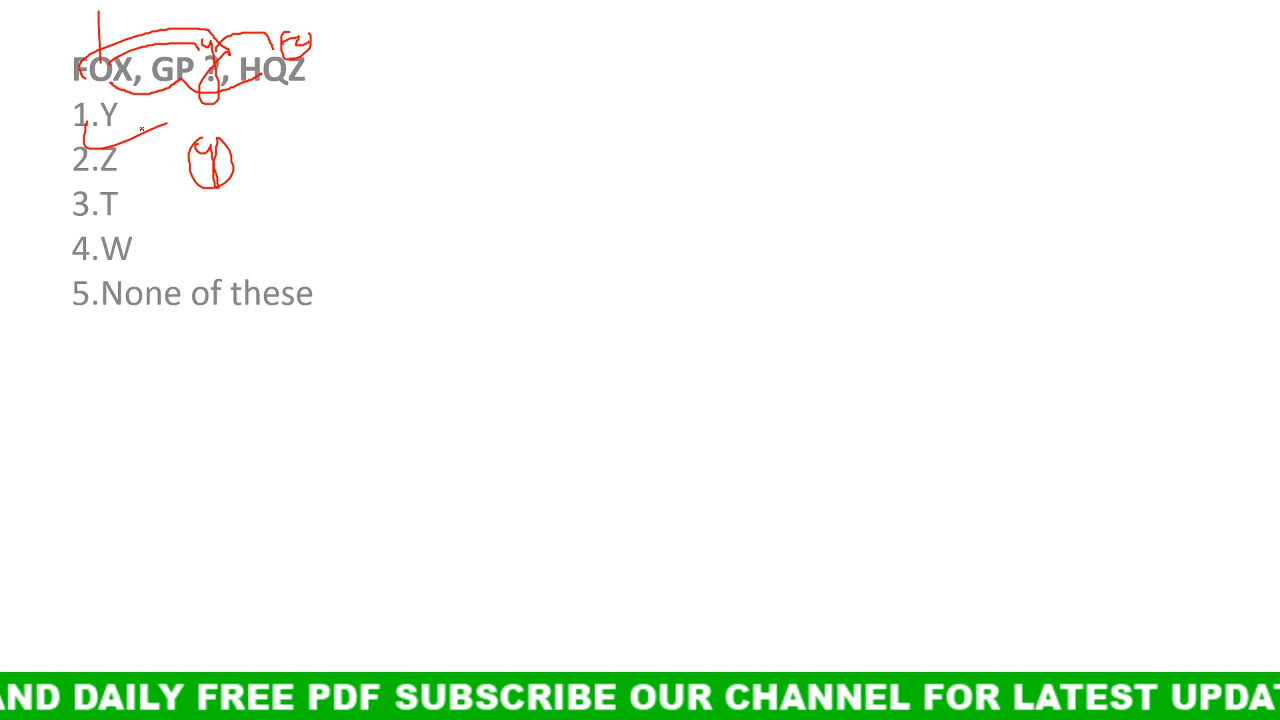 Fy
y
FOX, GP ?, HQZ
1.Y
y
2.Z
3.T
4.W
5.None of these
AND DAILY FREE PDF SUBSCRIBE OUR CHANNEL FOR LATEST UPDAT